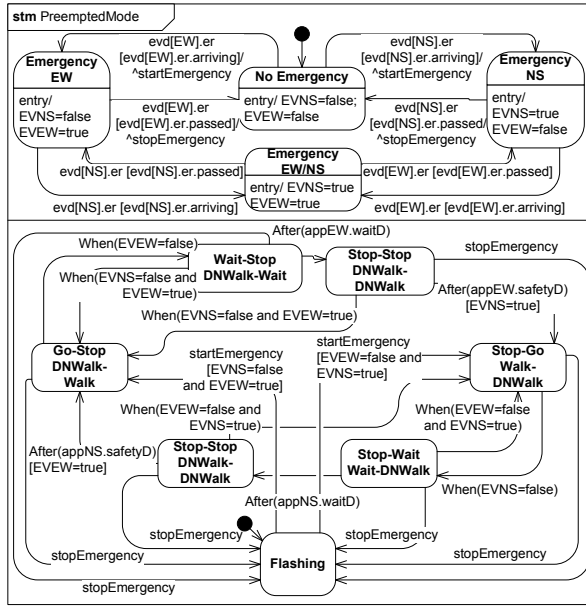 stm PreemptedMode
evd[EW].er
[evd[EW].er.arriving]/
^startEmergency
evd[NS].er
[evd[NS].er.arriving]/
^startEmergency
Emergency
EW
entry/
EVNS=false
EVEW=true
No Emergency
entry/ EVNS=false;
EVEW=false
Emergency
NS
entry/
EVNS=true
EVEW=false
evd[EW].er
[evd[EW].er.passed]/
^stopEmergency
evd[NS].er
[evd[NS].er.passed]/
^stopEmergency
Emergency
EW/NS
entry/ EVNS=true
EVEW=true
evd[NS].er [evd[NS].er.passed]
evd[EW].er [evd[EW].er.passed]
evd[NS].er [evd[NS].er.arriving]
evd[EW].er [evd[EW].er.arriving]
After(appEW.waitD)
When(EVEW=false)
Wait-Stop
DNWalk-Wait
Stop-Stop
DNWalk-
DNWalk
stopEmergency
When(EVNS=false and
EVEW=true)
After(appEW.safetyD)
[EVNS=true]
When(EVNS=false and EVEW=true)
Go-Stop
DNWalk-
Walk
startEmergency
[EVNS=false
and EVEW=true]
startEmergency
[EVEW=false and
EVNS=true]
Stop-Go
Walk-
DNWalk
When(EVEW=false and
EVNS=true)
When(EVEW=false
and EVNS=true)
After(appNS.safetyD)
[EVEW=true]
Stop-Stop
DNWalk-
DNWalk
Stop-Wait
Wait-DNWalk
When(EVNS=false)
After(appNS.waitD)
stopEmergency
stopEmergency
stopEmergency
stopEmergency
Flashing
stopEmergency